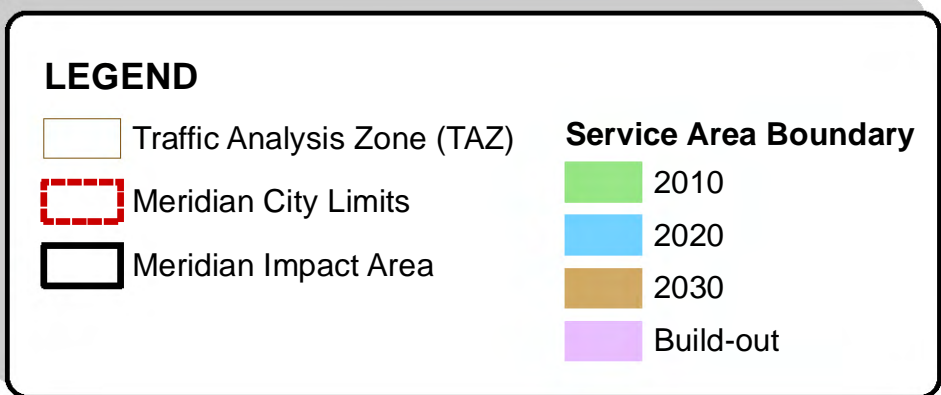 LEGEND
Traffic Analysis Zone (TAZ)
Meridian City Limits
Meridian Impact Area
Service Area Boundary
2010
2020
2030
Build-out